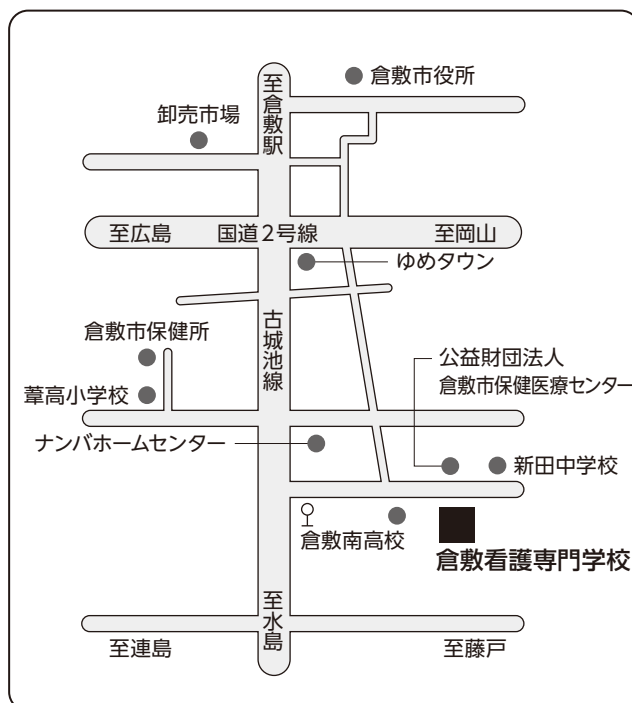 倉敷市役所
至倉敷駅
卸売市場
至広島
国道2号線
至岡山
ゆめタウン
古城池線
倉敷市保健所
公益財団法人
倉敷市保健医療センター
葦高小学校
ナンバホームセンター
新田中学校
倉敷南高校
倉敷看護専門学校
至水島
至連島
至藤戸